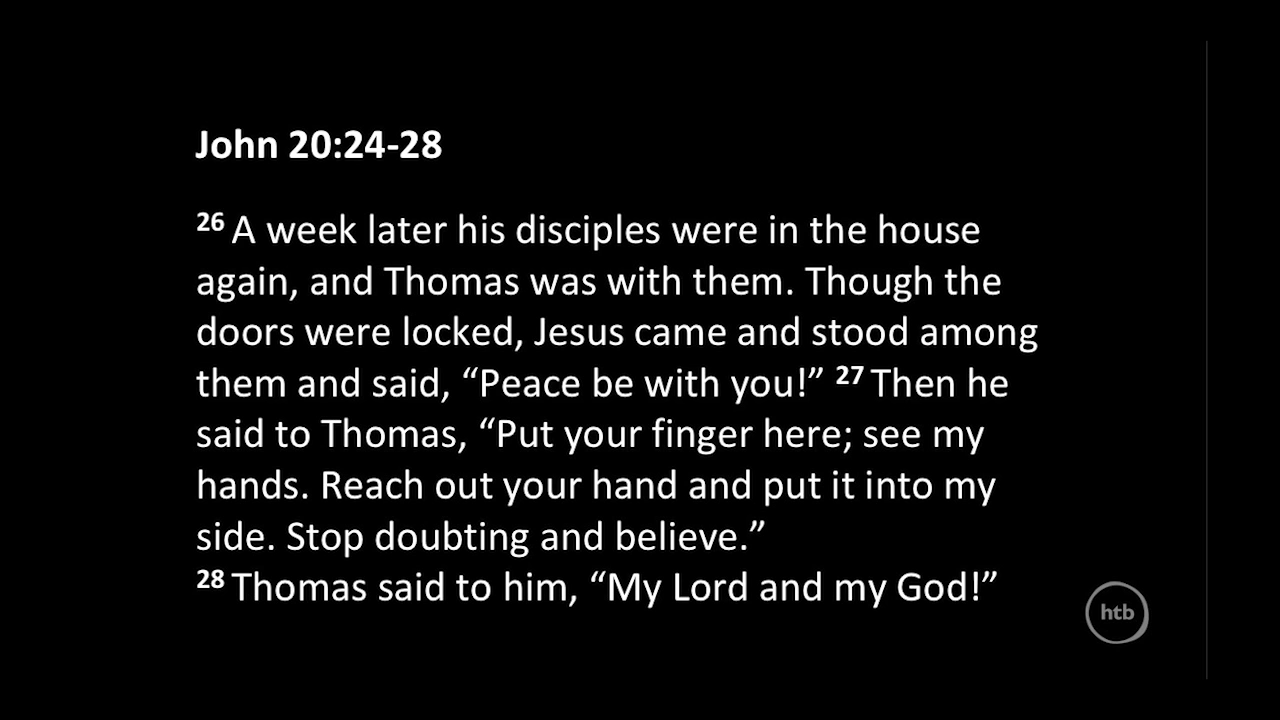 John 20:24-28
26 A week later his disciples were in the house
again, and Thomas was with them. Though the
doors were locked, Jesus came and stood among
them and said, “Peace be with you!” 27 Then he
said to Thomas, “Put your finger here; see my
hands. Reach out your hand and put it into my
side. Stop doubting and believe.”
28 Thomas said to him, “My Lord and my God!”
htb